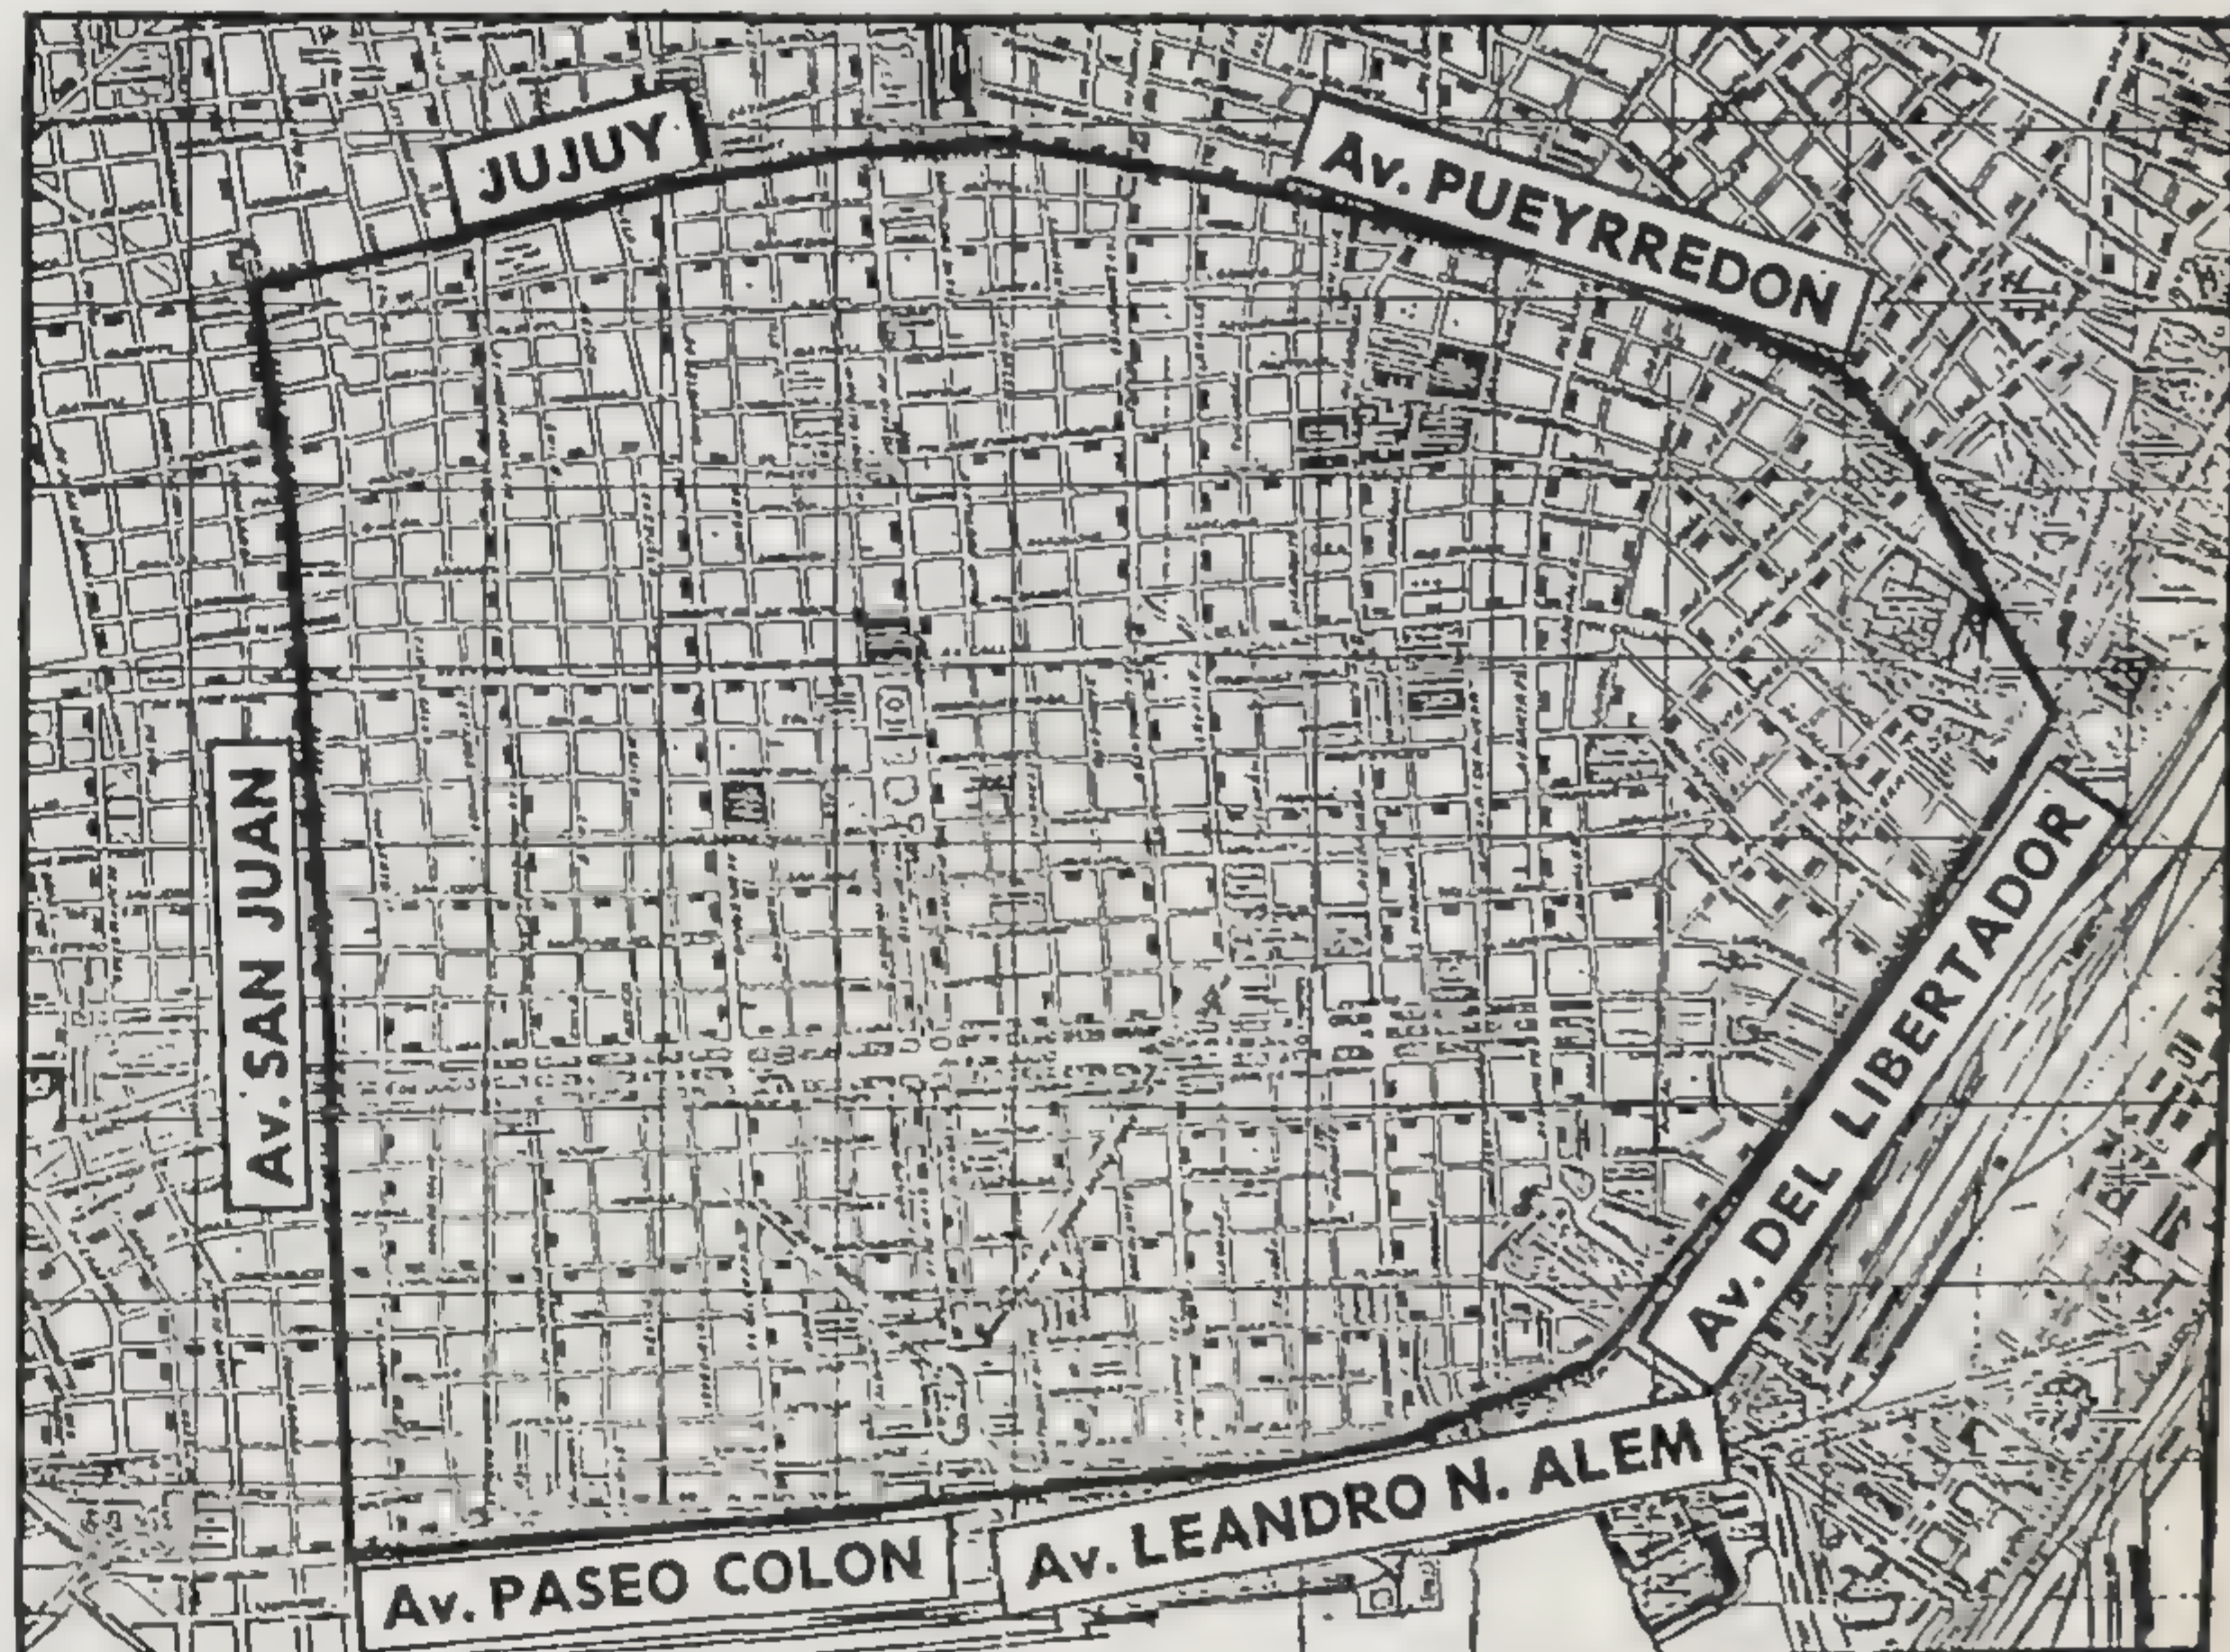 JUJUY
Av. PUEYRREDON
Av. SAN JUAN
Av. DEL LIBERTADOR
Av. LEANDRO N. ALEM
Av. PASEO COLON